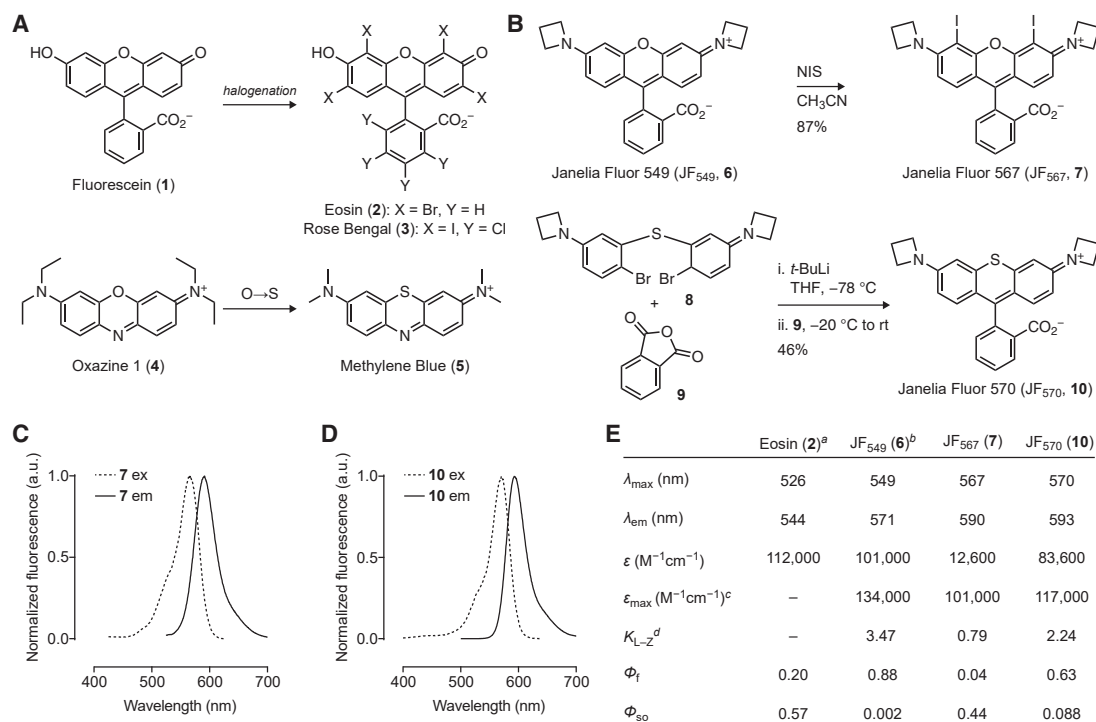 A
HO
O
O
CO₂⁻
Fluorescein (1)
halogenation
X
X
HO
O
O
X
X
Y
CO₂⁻
Y
Y
Y
Eosin (2): X = Br, Y = H
Rose Bengal (3): X = I, Y = Cl
N
O
N⁺
N
Oxazine 1 (4)
O→S
N
S
N⁺
N
Methylene Blue (5)
B
N
O
N⁺
CO₂⁻
Janelia Fluor 549 (JF₅₄₉, 6)
NIS
CH₃CN
87%
I
I
N
O
N⁺
CO₂⁻
Janelia Fluor 567 (JF₅₆₇, 7)
N
S
N⁺
Br
Br
8
+
O
O
O
9
i. t-BuLi
THF, –78 °C
ii. 9, –20 °C to rt
46%
N
S
N⁺
CO₂⁻
Janelia Fluor 570 (JF₅₇₀, 10)
C
Normalized fluorescence (a.u.)
1.0
0.5
0.0
7 ex
7 em
400 500 600 700
Wavelength (nm)
D
Normalized fluorescence (a.u.)
1.0
0.5
0.0
10 ex
10 em
400 500 600 700
Wavelength (nm)
E
Eosin (2)ᵃ JF₅₄₉ (6)ᵇ JF₅₆₇ (7) JF₅₇₀ (10)
λmax (nm) 526 549 567 570
λem (nm) 544 571 590 593
ε (M⁻¹cm⁻¹) 112,000 101,000 12,600 83,600
εmax (M⁻¹cm⁻¹)ᶜ – 134,000 101,000 117,000
KL–Zᵈ – 3.47 0.79 2.24
Φf 0.20 0.88 0.04 0.63
Φso 0.57 0.002 0.44 0.088